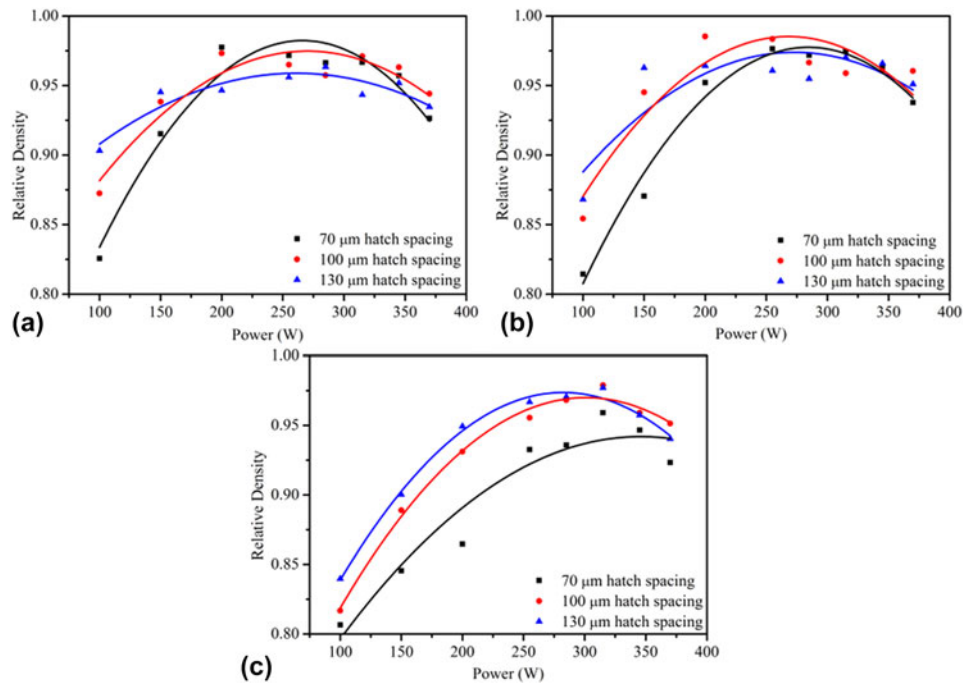 1.00
0.95
0.90
0.85
0.80
Relative Density
100 150 200 250 300 350 400
Power (W)
70 μm hatch spacing
100 μm hatch spacing
130 μm hatch spacing
(a)
1.00
0.95
0.90
0.85
0.80
Relative Density
100 150 200 250 300 350 400
Power (W)
70 μm hatch spacing
100 μm hatch spacing
130 μm hatch spacing
(b)
1.00
0.95
0.90
0.85
0.80
Relative Density
100 150 200 250 300 350 400
Power (W)
70 μm hatch spacing
100 μm hatch spacing
130 μm hatch spacing
(c)